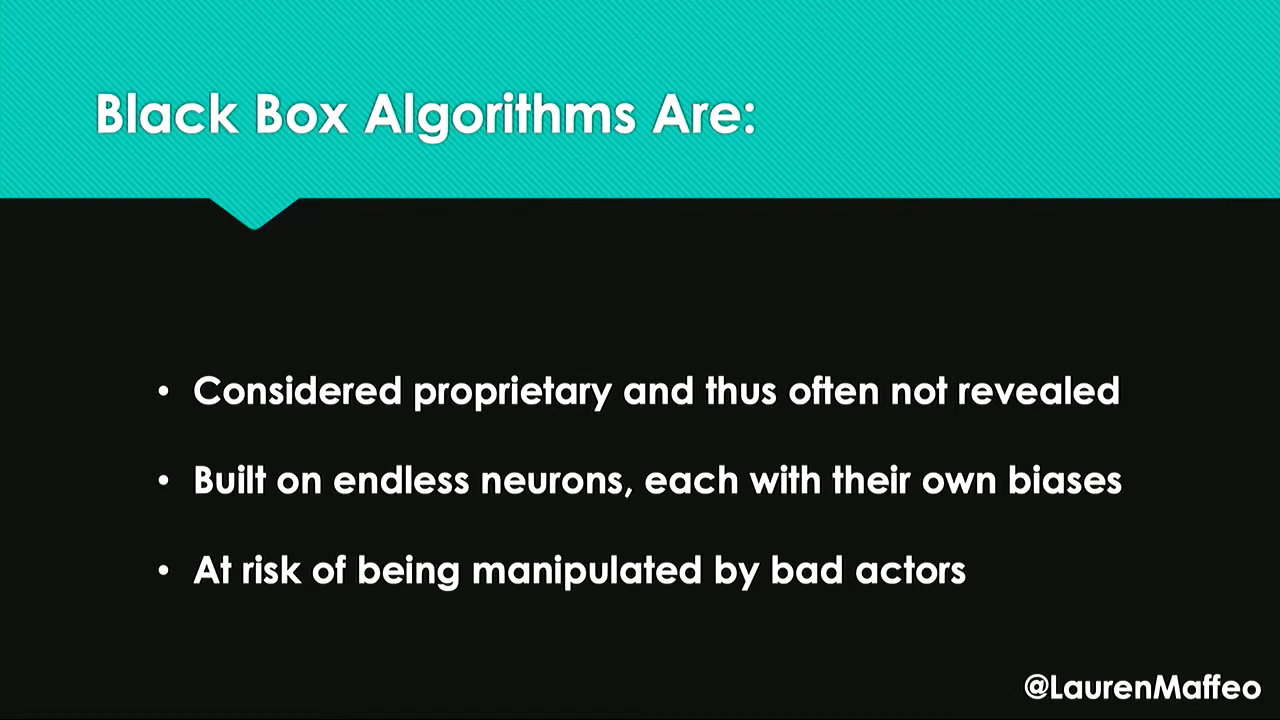 Black Box Algorithms Are:
• Considered proprietary and thus often not revealed
• Built on endless neurons, each with their own biases
• At risk of being manipulated by bad actors
@LaurenMaffeo